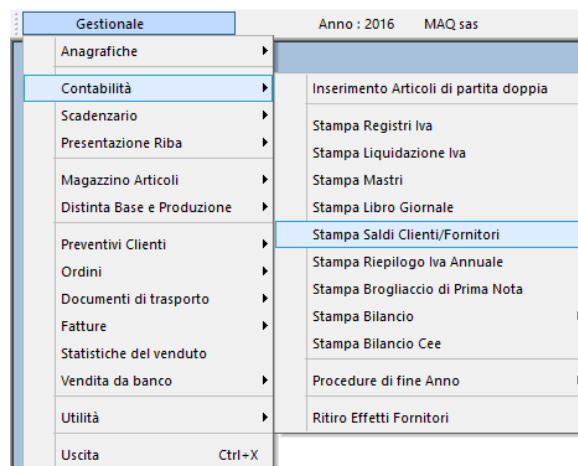 Gestionale
Anno : 2016 MAQ sas
Anagrafiche
Contabilità
Scadenzario
Presentazione Riba
Magazzino Articoli
Distinta Base e Produzione
Preventivi Clienti
Ordini
Documenti di trasporto
Fatture
Statistiche del venduto
Vendita da banco
Utilità
Uscita Ctrl+X
Inserimento Articoli di partita doppia
Stampa Registri Iva
Stampa Liquidazione Iva
Stampa Mastri
Stampa Libro Giornale
Stampa Saldi Clienti/Fornitori
Stampa Riepilogo Iva Annuale
Stampa Brogliaccio di Prima Nota
Stampa Bilancio
Stampa Bilancio Cee
Procedure di fine Anno
Ritiro Effetti Fornitori